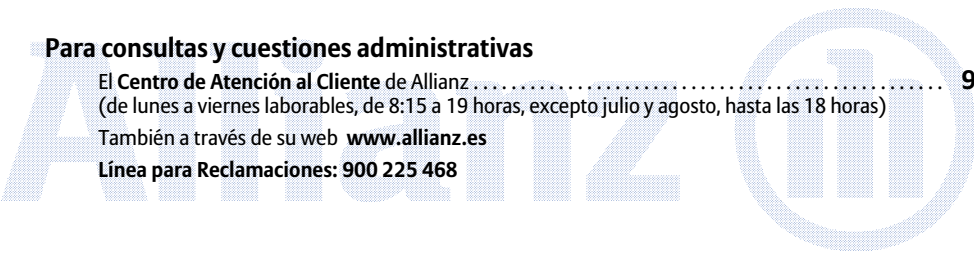 Para consultas y cuestiones administrativas
El Centro de Atención al Cliente de Allianz . . . . . . . . . . . . . . . . . . . . . . . . . . . . . . . . . . . . . . . . . . . . . . . . . 9
(de lunes a viernes laborables, de 8:15 a 19 horas, excepto julio y agosto, hasta las 18 horas)
También a través de su web www.allianz.es
Línea para Reclamaciones: 900 225 468
Allianz